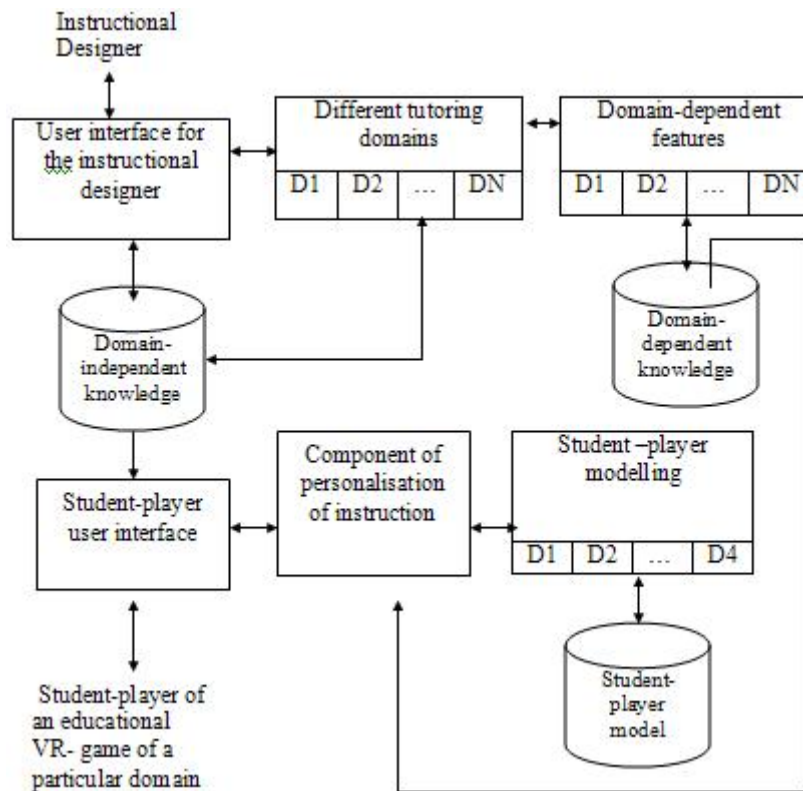 Instructional
Designer
User interface for
the instructional
designer
Different tutoring
domains
D1 D2 ... DN
Domain-dependent
features
D1 D2 ... DN
Domain-
independent
knowledge
Domain-
dependent
knowledge
Student-player
user interface
Component of
personalisation
of instruction
Student –player
modelling
D1 D2 ... D4
Student-
player
model
Student-player of
an educational
VR- game of a
particular domain